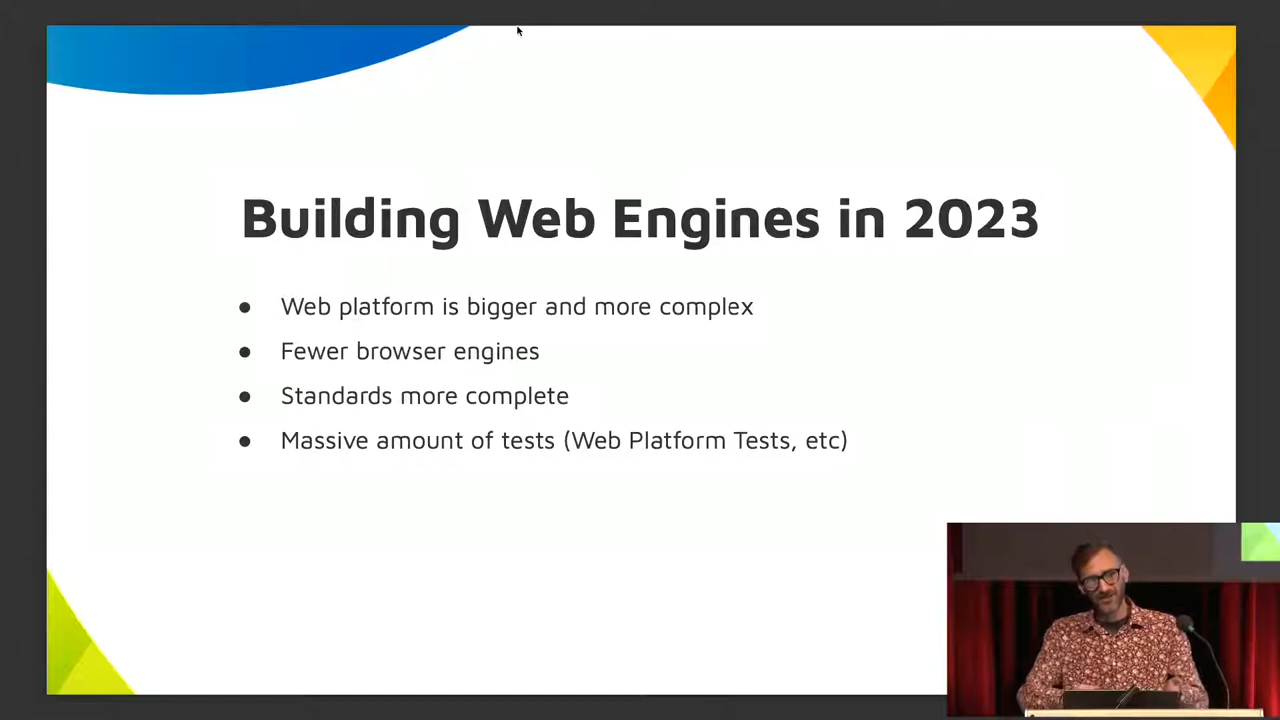 Building Web Engines in 2023
● Web platform is bigger and more complex
● Fewer browser engines
● Standards more complete
● Massive amount of tests (Web Platform Tests, etc)